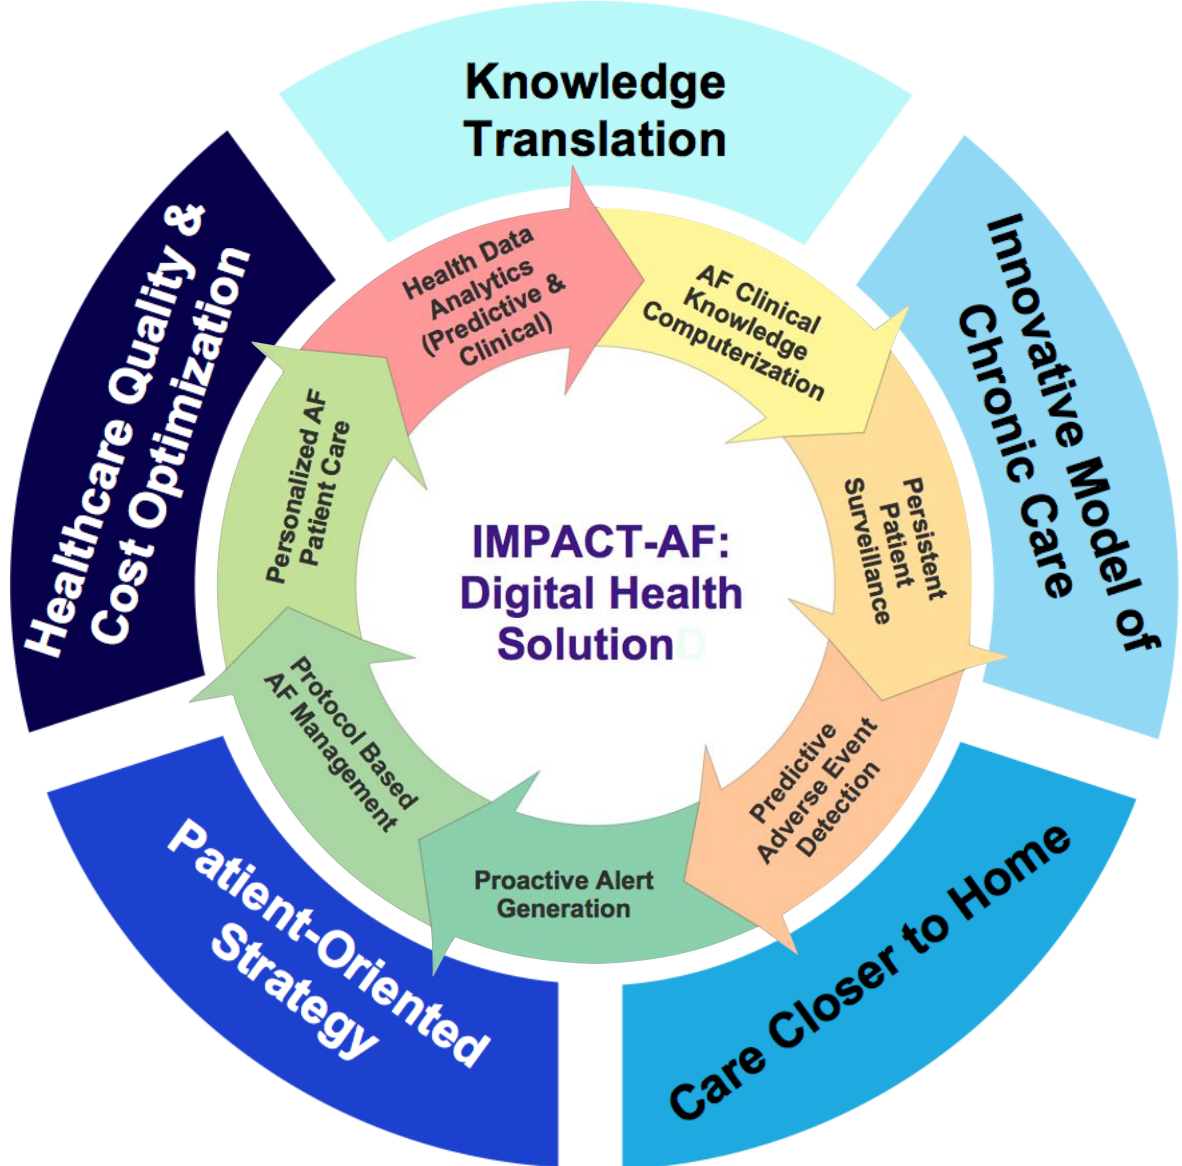 Knowledge
Translation
Innovative Model of
Chronic Care
Care Closer to Home
Patient-Oriented
Strategy
Healthcare Quality &
Cost Optimization
Health Data
Analytics
(Predictive &
Clinical)
AF Clinical
Knowledge
Computerization
Persistent
Patient
Surveillance
Predictive
Adverse Event
Detection
Proactive Alert
Generation
Protocol Based
AF Management
Personalized AF
Patient Care
IMPACT-AF:
Digital Health
SolutionD